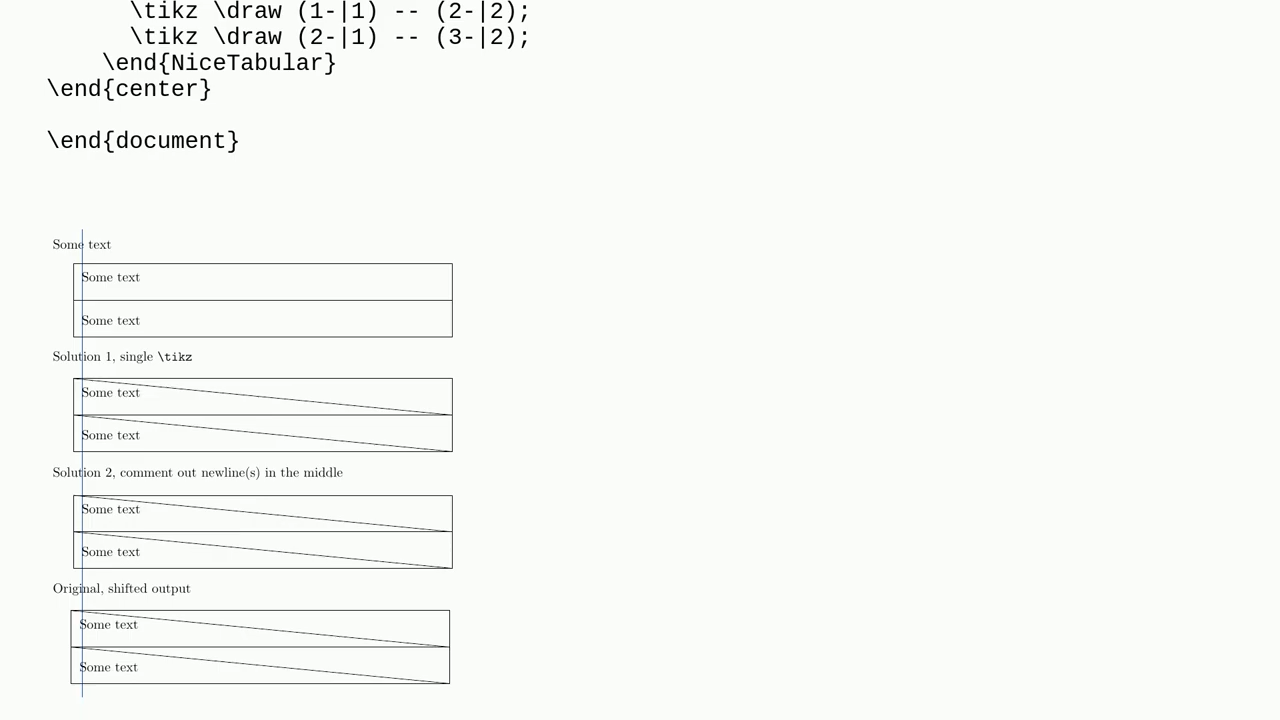 \tikz \draw (1-|1) -- (2-|2);
\tikz \draw (2-|1) -- (3-|2);
\end{NiceTabular}
\end{center}
\end{document}
Some text
Some text
Some text
Solution 1, single \tikz
Some text
Some text
Solution 2, comment out newline(s) in the middle
Some text
Some text
Original, shifted output
Some text
Some text